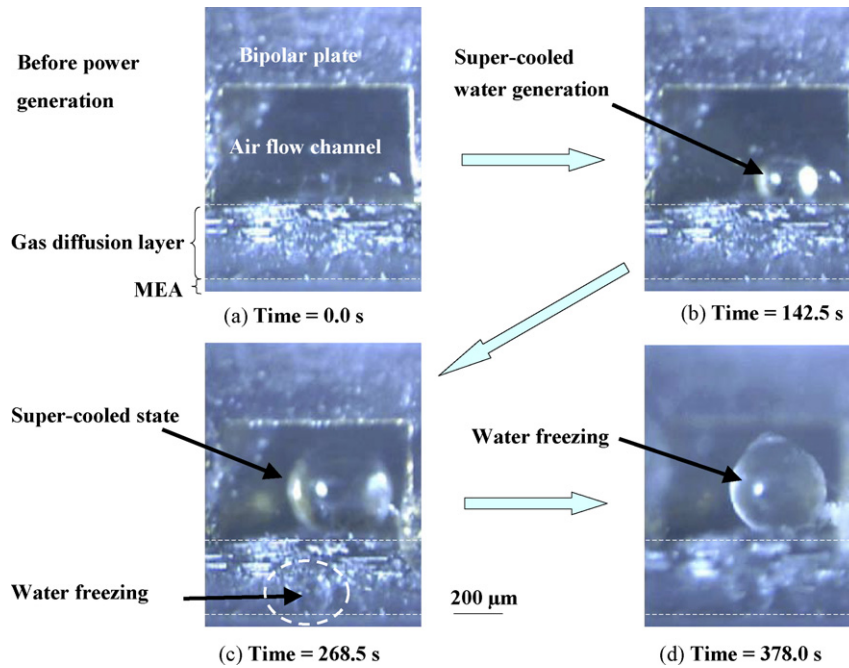 Before power
generation
Bipolar plate
Air flow channel
Gas diffusion layer
MEA
(a) Time = 0.0 s
Super-cooled
water generation
(b) Time = 142.5 s
Super-cooled state
Water freezing
(c) Time = 268.5 s
Water freezing
200 μm
(d) Time = 378.0 s